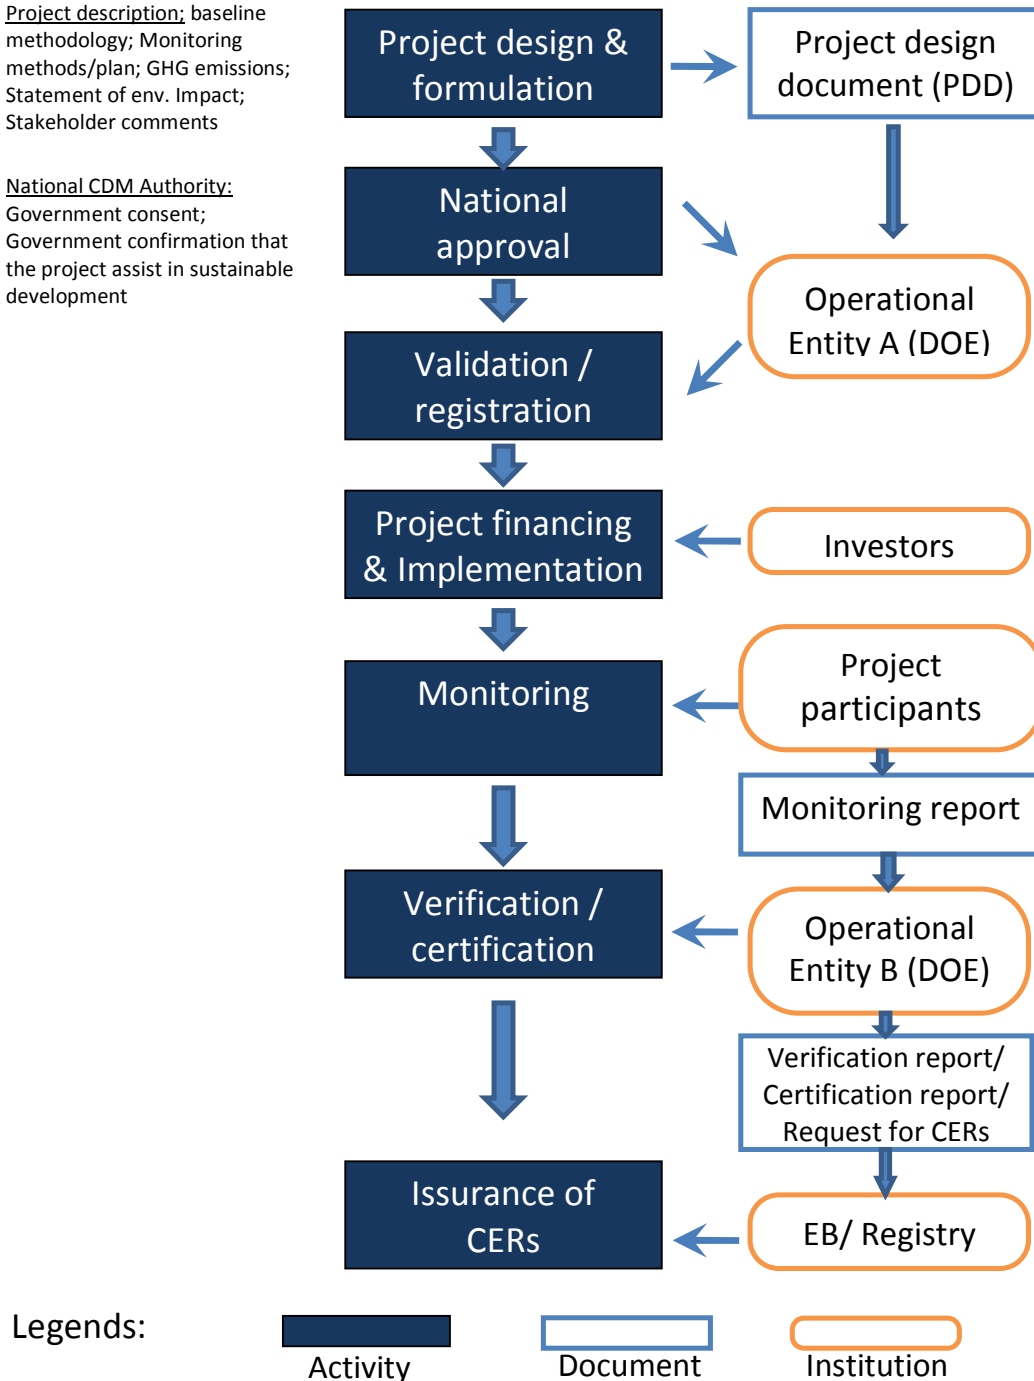 Project description; baseline
methodology; Monitoring
methods/plan; GHG emissions;
Statement of env. Impact;
Stakeholder comments
National CDM Authority:
Government consent;
Government confirmation that
the project assist in sustainable
development
Project design &
formulation
Project design
document (PDD)
National
approval
Operational
Entity A (DOE)
Validation /
registration
Project financing
& Implementation
Investors
Monitoring
Project
participants
Monitoring report
Verification /
certification
Operational
Entity B (DOE)
Verification report/
Certification report/
Request for CERs
Issurance of
CERs
EB/ Registry
Legends:
Activity
Document
Institution